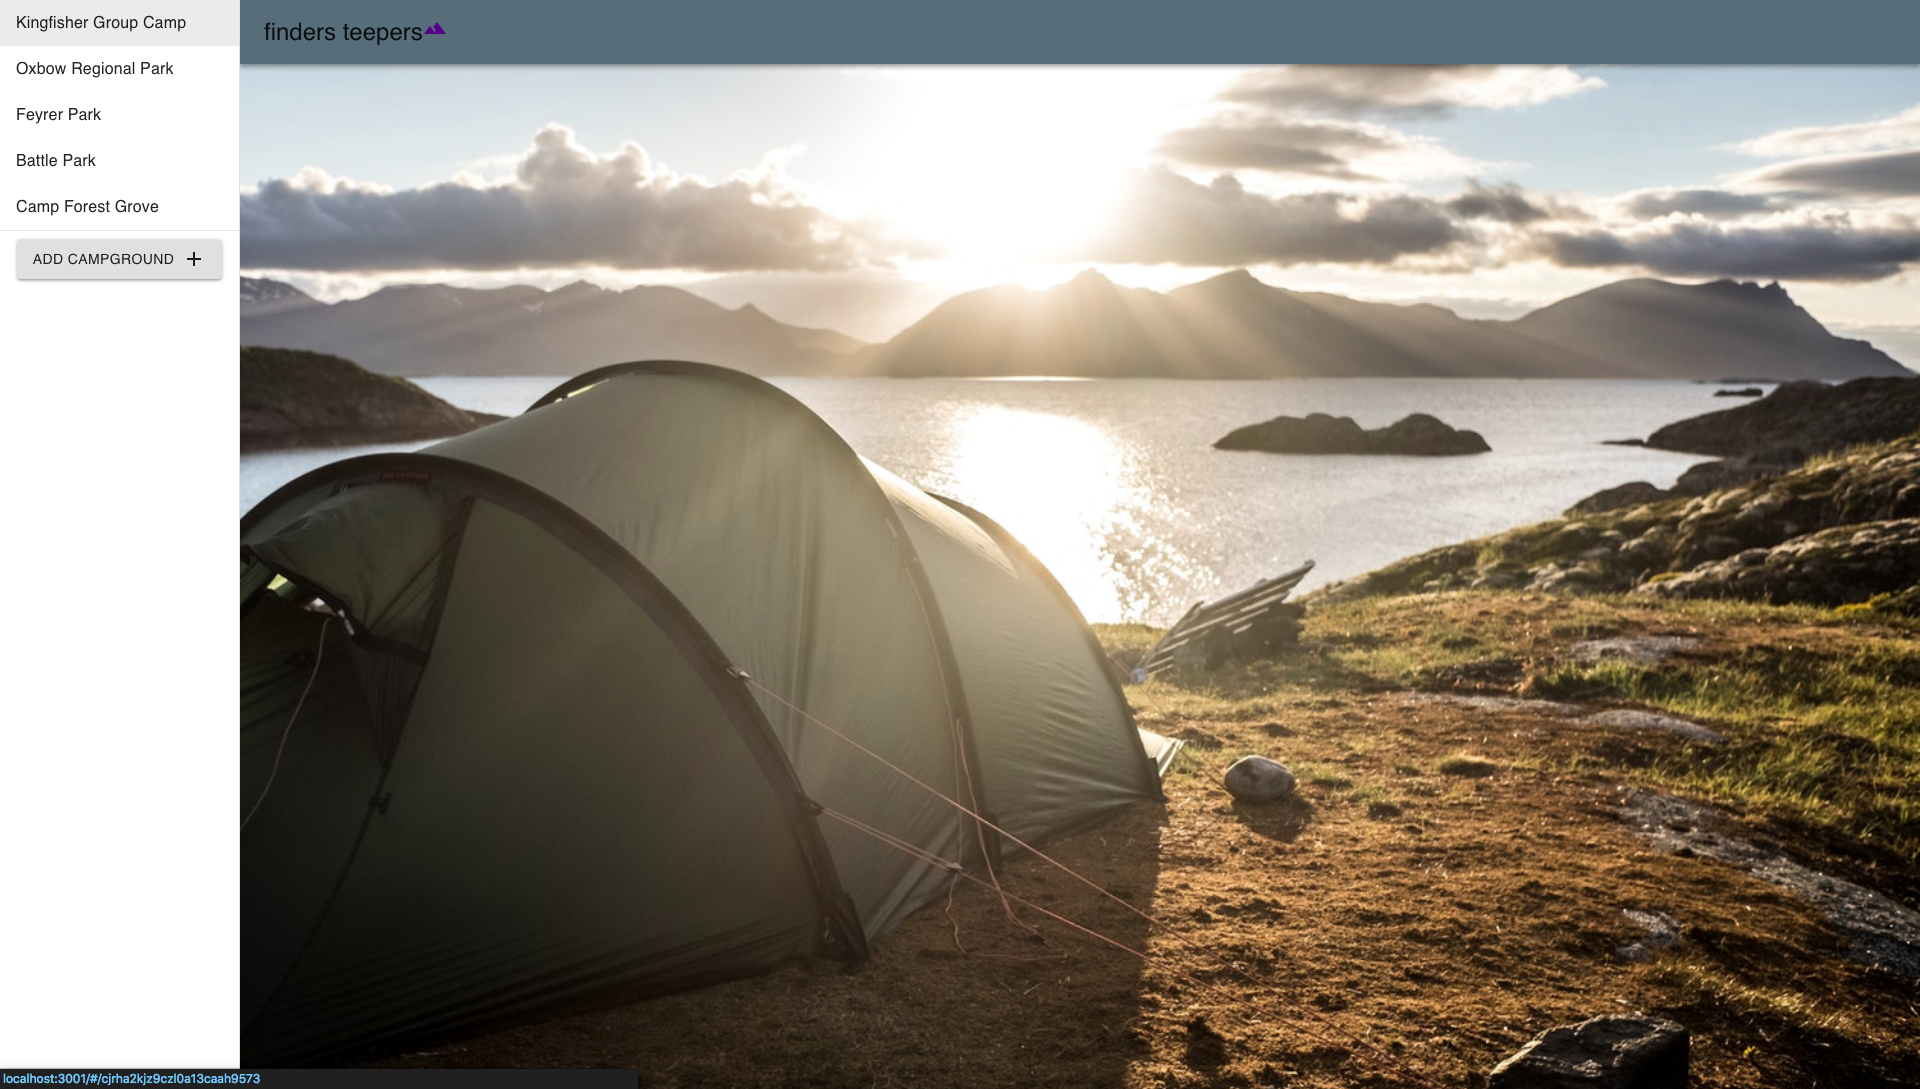 Kingfisher Group Camp
Oxbow Regional Park
Feyrer Park
Battle Park
Camp Forest Grove
ADD CAMPGROUND
finders teepers
localhost:3001/#/cjrha2kjz9czl0a13caah9573